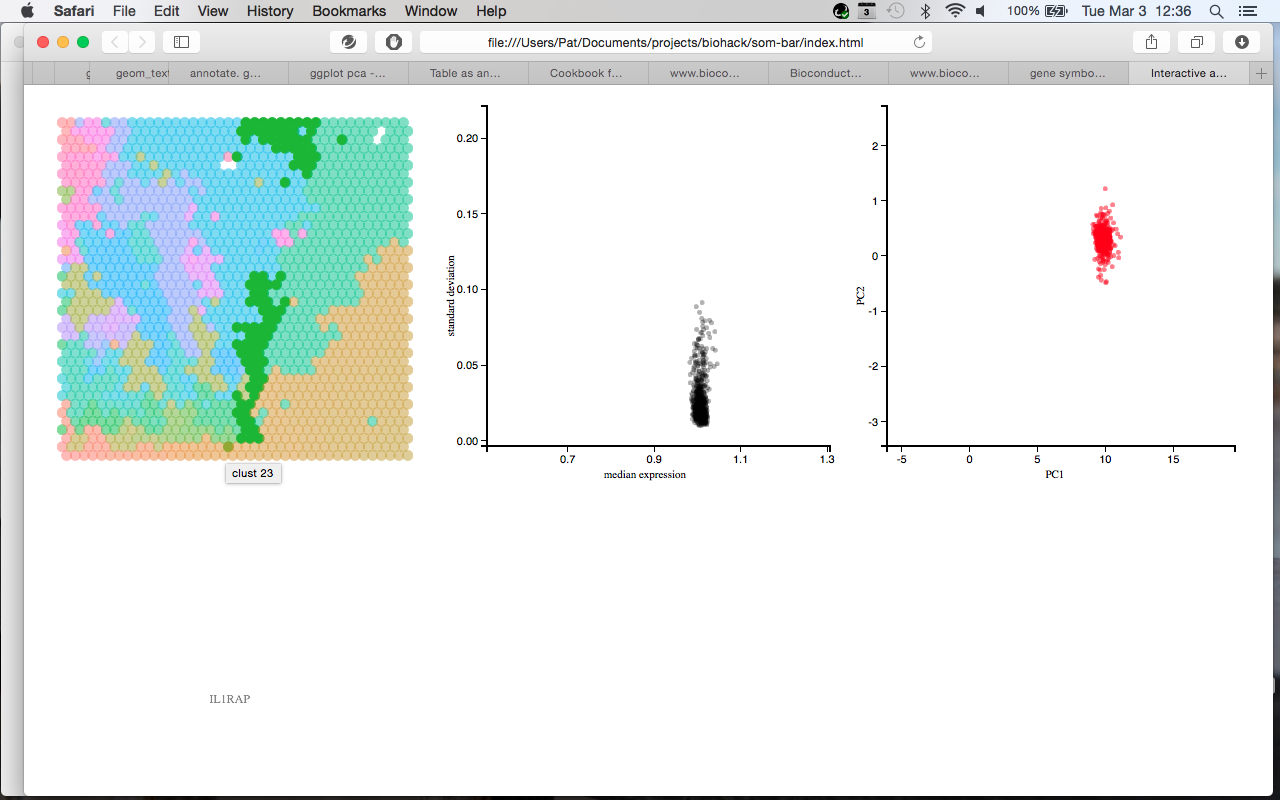 Safari File Edit View History Bookmarks Window Help 3 100% Tue Mar 3 12:36
file:///Users/Pat/Documents/projects/biohack/som-bar/index.html
geom_text annotate. g... ggplot pca -... Table as an... Cookbook f... www.bioco... Bioconduct... www.bioco... gene symbo... Interactive a...
0.20
0.15
0.10
0.05
0.00
standard deviation
0.7 0.9 1.1 1.3
median expression
2
1
0
-1
-2
-3
PC2
-5 0 5 10 15
PC1
clust 23
IL1RAP